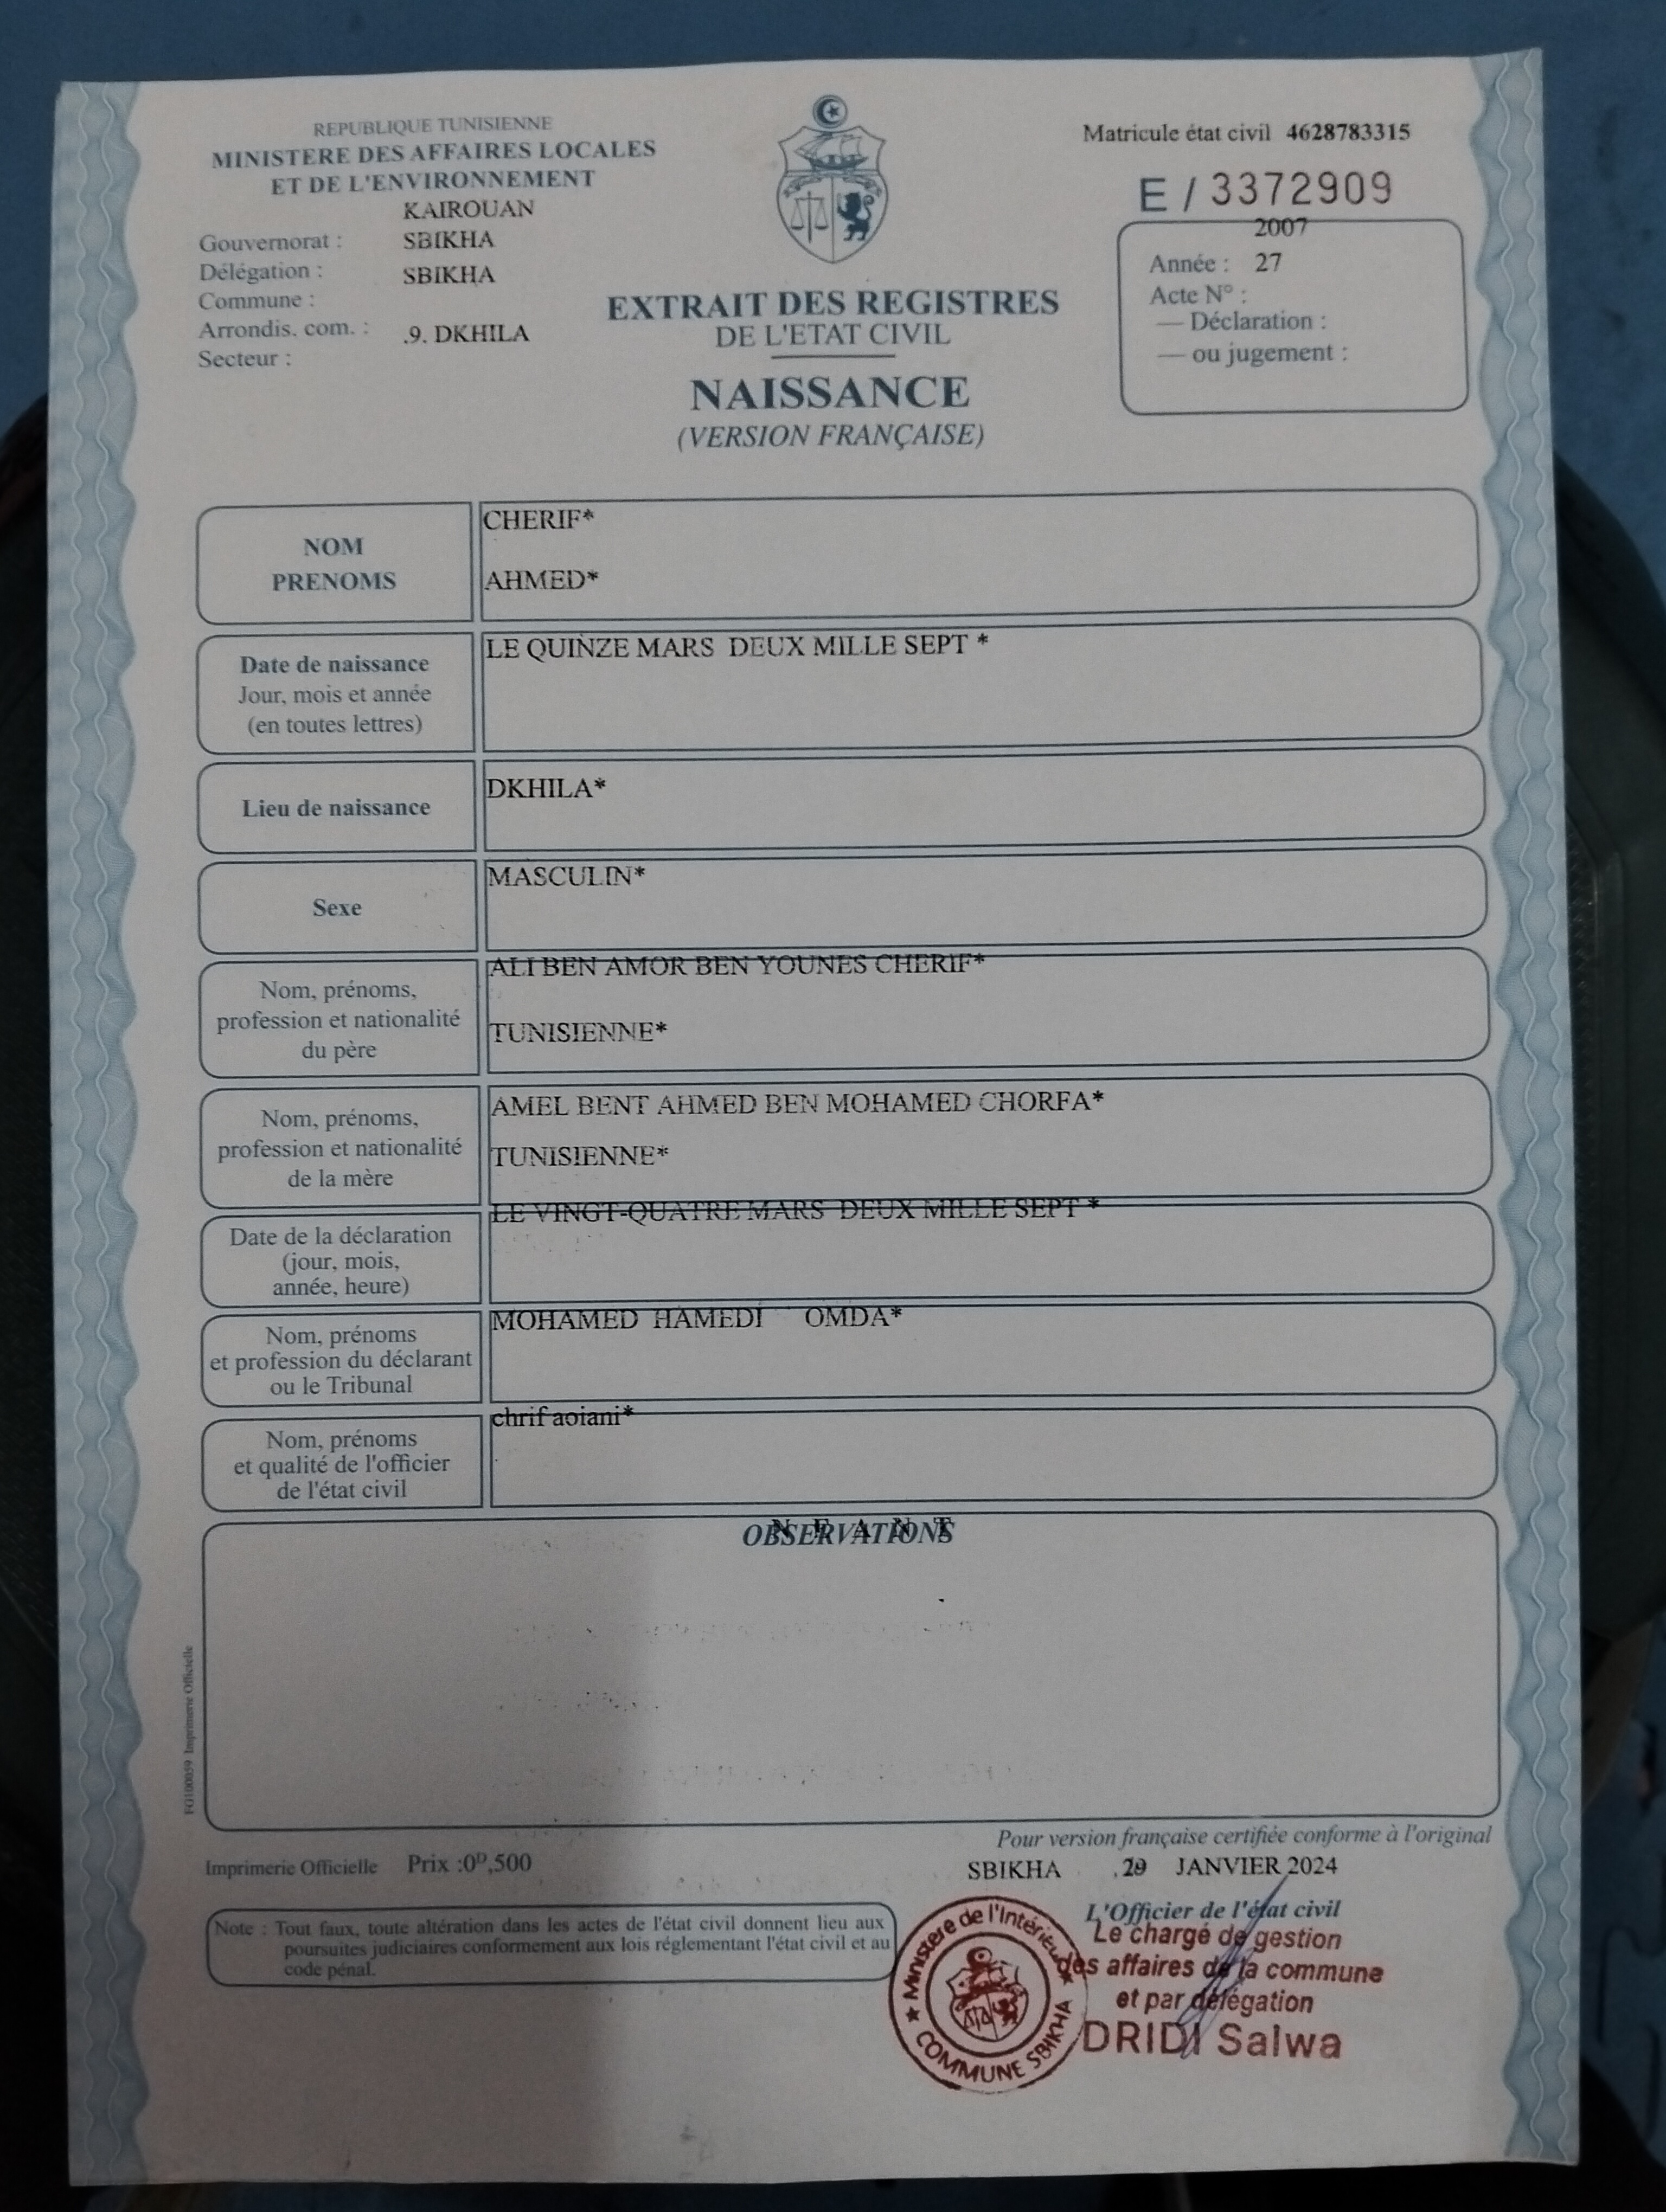 REPUBLIQUE TUNISIENNE
MINISTERE DES AFFAIRES LOCALES
ET DE L'ENVIRONNEMENT
KAIROUAN
Gouvernorat : SBIKHA
Délégation : SBIKHA
Commune :
Arrondis. com. : .9. DKHILA
Secteur :
EXTRAIT DES REGISTRES
DE L'ETAT CIVIL
NAISSANCE
(VERSION FRANÇAISE)
Matricule état civil 4628783315
E / 3372909
2007
Année : 27
Acte N° :
— Déclaration :
— ou jugement :
NOM
PRENOMS
CHERIF*
AHMED*
Date de naissance
Jour, mois et année
(en toutes lettres)
LE QUINZE MARS DEUX MILLE SEPT *
Lieu de naissance
DKHILA*
Sexe
MASCULIN*
Nom, prénoms,
profession et nationalité
du père
ALI BEN AMOR BEN YOUNES CHERIF*
TUNISIENNE*
Nom, prénoms,
profession et nationalité
de la mère
AMEL BENT AHMED BEN MOHAMED CHORFA*
TUNISIENNE*
Date de la déclaration
(jour, mois,
année, heure)
LE VINGT-QUATRE MARS DEUX MILLE SEPT *
Nom, prénoms
et profession du déclarant
ou le Tribunal
MOHAMED HAMEDI OMDA*
Nom, prénoms
et qualité de l'officier
de l'état civil
chrif aoiani*
OBSERVATIONS
N E A N T
FG100059 Imprimerie Officielle
Pour version française certifiée conforme à l'original
Imprimerie Officielle Prix :0ᴰ,500
SBIKHA JANVIER 2024
Note : Tout faux, toute altération dans les actes de l'état civil donnent lieu aux
poursuites judiciaires conformement aux lois réglementant l'état civil et au
code pénal.
L'Officier de l'état civil
Le chargé de gestion
des affaires de la commune
et par délégation
DRIDI Salwa
★ Ministere de l'Intérieur ★
COMMUNE SBIKHA